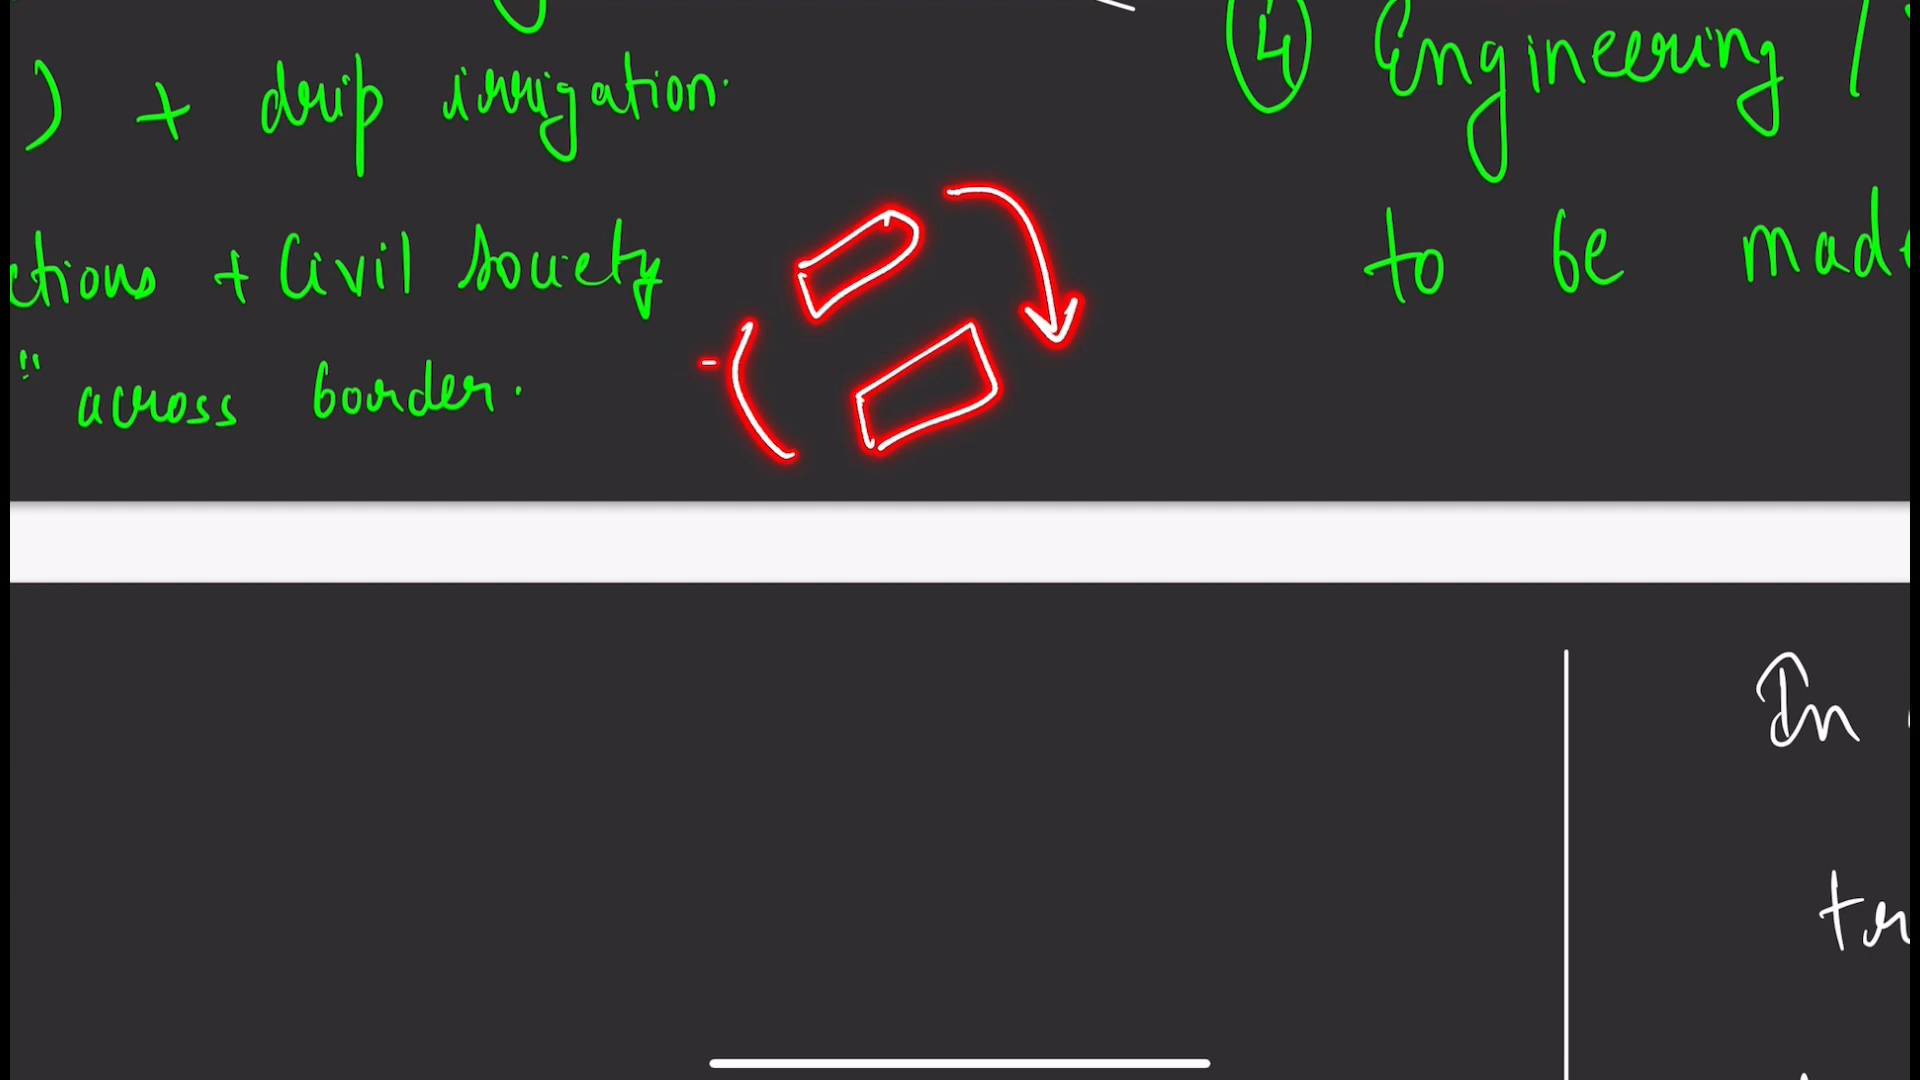 ) + drip irrigation.
ctions + Civil Society
" across border.
④ Engineering /
to be made
In